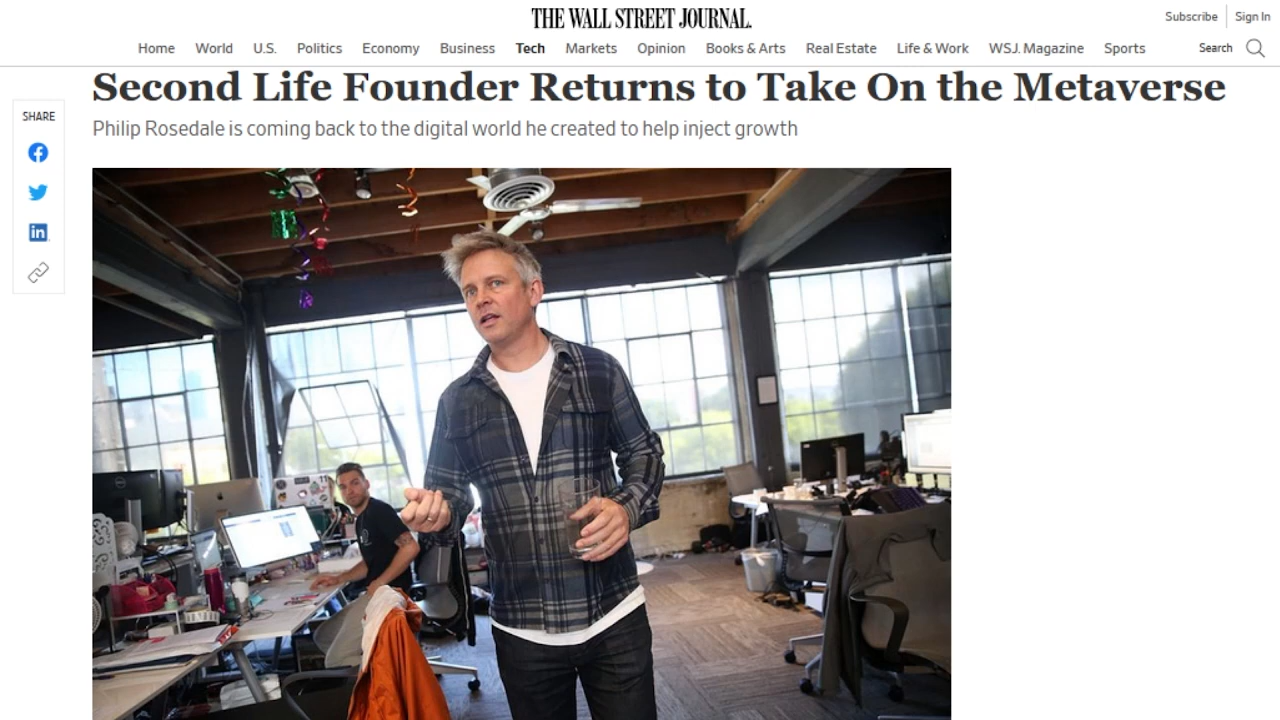 THE WALL STREET JOURNAL.
Subscribe
Sign In
Home World U.S. Politics Economy Business Tech Markets Opinion Books & Arts Real Estate Life & Work WSJ. Magazine Sports
Search
Second Life Founder Returns to Take On the Metaverse
SHARE
Philip Rosedale is coming back to the digital world he created to help inject growth
in